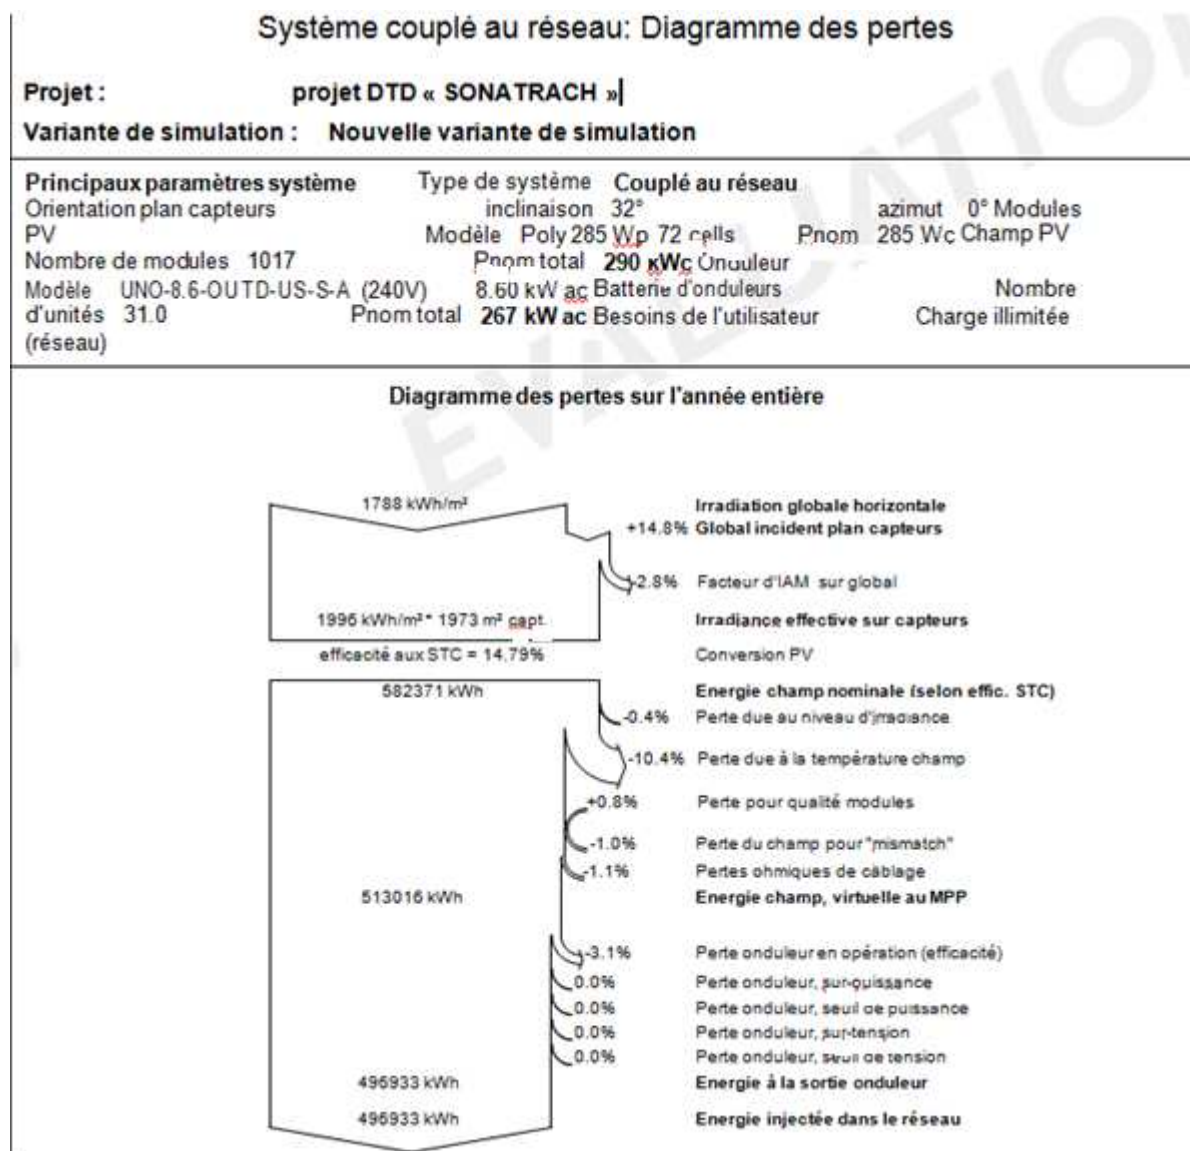 Système couplé au réseau: Diagramme des pertes
Projet : projet DTD « SONATRACH »
Variante de simulation : Nouvelle variante de simulation
Principaux paramètres système Type de système Couplé au réseau
Orientation plan capteurs inclinaison 32° azimut 0° Modules
PV Modèle Poly 285 Wp 72 cells Pnom 285 Wc Champ PV
Nombre de modules 1017 Pnom total 290 kWc Onduleur
Modèle UNO-8.6-OUTD-US-S-A (240V) 8.60 kW ac Batterie d'onduleurs Nombre
d'unités 31.0 Pnom total 267 kW ac Besoins de l'utilisateur Charge illimitée
(réseau)
EVALUATION
Diagramme des pertes sur l'année entière
1788 kWh/m² Irradiation globale horizontale
+14.8% Global incident plan capteurs
-2.8% Facteur d'IAM sur global
1996 kWh/m² * 1973 m² capt. Irradiance effective sur capteurs
efficacité aux STC = 14.79% Conversion PV
582371 kWh Energie champ nominale (selon effic. STC)
-0.4% Perte due au niveau d'irradiance
-10.4% Perte due à la température champ
+0.8% Perte pour qualité modules
-1.0% Perte du champ pour "mismatch"
-1.1% Pertes ohmiques de câblage
513016 kWh Energie champ, virtuelle au MPP
-3.1% Perte onduleur en opération (efficacité)
0.0% Perte onduleur, sur-puissance
0.0% Perte onduleur, seuil de puissance
0.0% Perte onduleur, sur-tension
0.0% Perte onduleur, seuil de tension
496933 kWh Energie à la sortie onduleur
496933 kWh Energie injectée dans le réseau